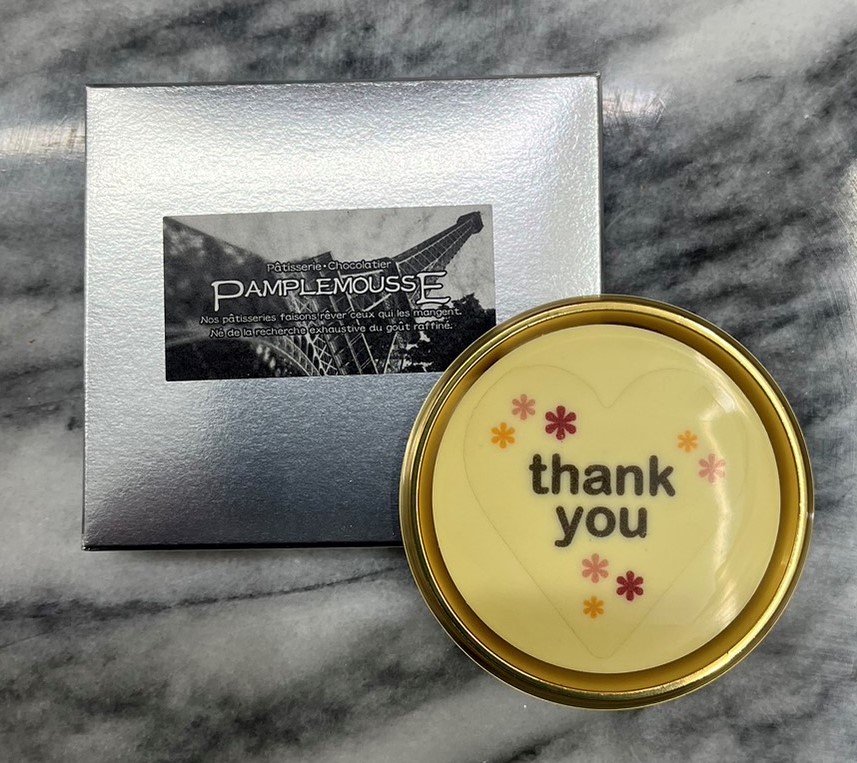 Pâtisserie・Chocolatier
PAMPLEMOUSSE
Nos pâtisseries faisons rêver ceux qui les mangent.
Né de la recherche exhaustive du goût raffiné.
thank
you